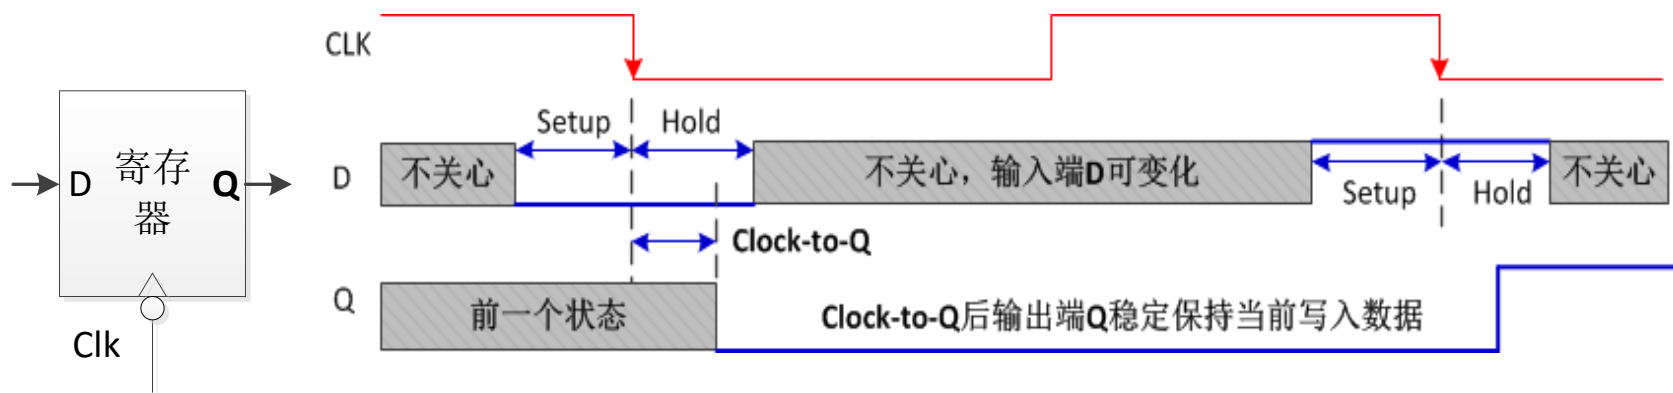 D
寄存
器
Q
Clk
CLK
Setup
Hold
D
不关心
不关心，输入端D可变化
Setup
Hold
不关心
Clock-to-Q
Q
前一个状态
Clock-to-Q后输出端Q稳定保持当前写入数据